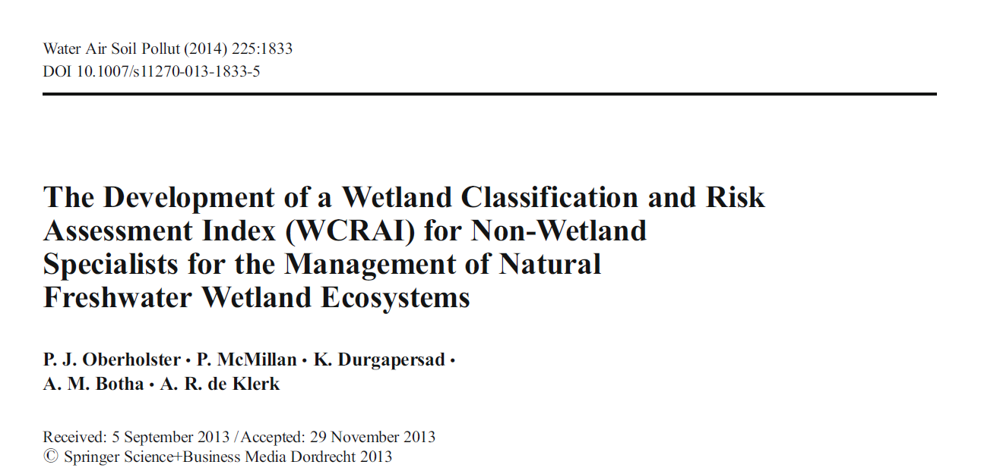 Water Air Soil Pollut (2014) 225:1833
DOI 10.1007/s11270-013-1833-5
The Development of a Wetland Classification and Risk
Assessment Index (WCRAI) for Non-Wetland
Specialists for the Management of Natural
Freshwater Wetland Ecosystems
P. J. Oberholster • P. McMillan • K. Durgapersad •
A. M. Botha • A. R. de Klerk
Received: 5 September 2013 / Accepted: 29 November 2013
© Springer Science+Business Media Dordrecht 2013